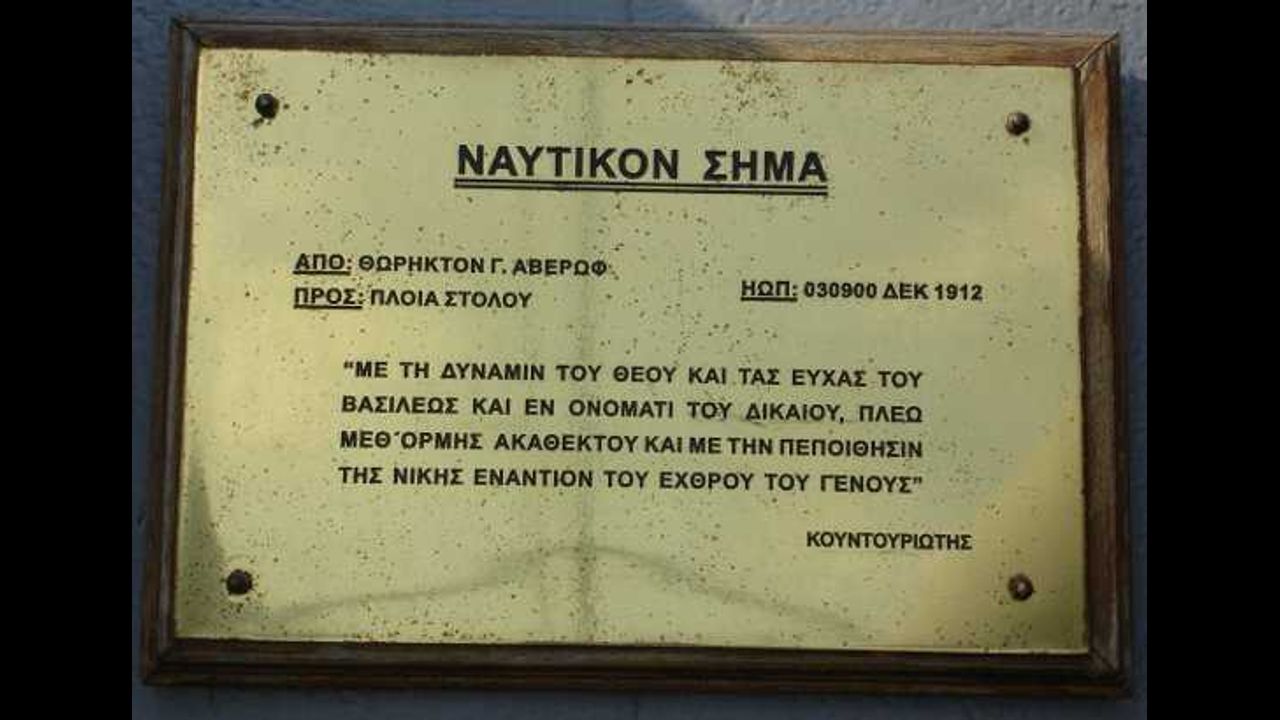 ΝΑΥΤΙΚΟΝ ΣΗΜΑ
ΑΠΟ: ΘΩΡΗΚΤΟΝ Γ. ΑΒΕΡΩΦ
ΠΡΟΣ: ΠΛΟΙΑ ΣΤΟΛΟΥ
ΗΩΠ: 030900 ΔΕΚ 1912
“ΜΕ ΤΗ ΔΥΝΑΜΙΝ ΤΟΥ ΘΕΟΥ ΚΑΙ ΤΑΣ ΕΥΧΑΣ ΤΟΥ
ΒΑΣΙΛΕΩΣ ΚΑΙ ΕΝ ΟΝΟΜΑΤΙ ΤΟΥ ΔΙΚΑΙΟΥ, ΠΛΕΩ
ΜΕΘ΄ΟΡΜΗΣ ΑΚΑΘΕΚΤΟΥ ΚΑΙ ΜΕ ΤΗΝ ΠΕΠΟΙΘΗΣΙΝ
ΤΗΣ ΝΙΚΗΣ ΕΝΑΝΤΙΟΝ ΤΟΥ ΕΧΘΡΟΥ ΤΟΥ ΓΕΝΟΥΣ”
ΚΟΥΝΤΟΥΡΙΩΤΗΣ